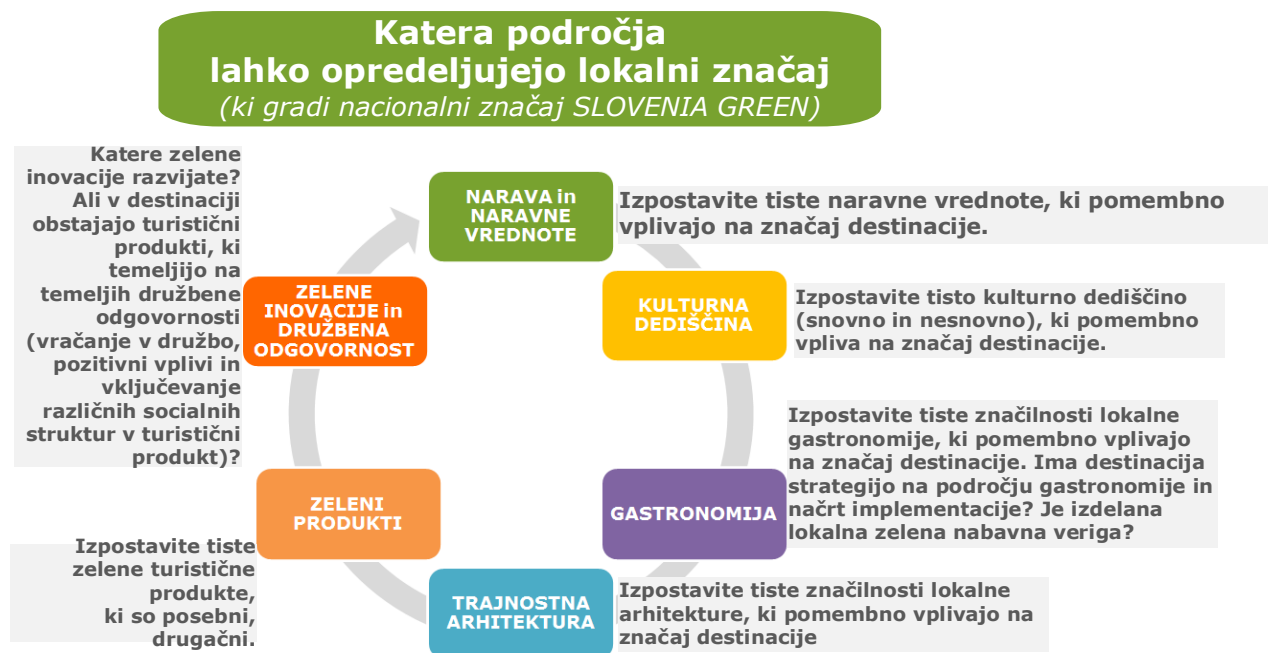 Katera področja
lahko opredeljujejo lokalni značaj
(ki gradi nacionalni značaj SLOVENIA GREEN)
NARAVA in
NARAVNE
VREDNOTE
Izpostavite tiste naravne vrednote, ki pomembno
vplivajo na značaj destinacije.
KULTURNA
DEDIŠČINA
Izpostavite tisto kulturno dediščino
(snovno in nesnovno), ki pomembno
vpliva na značaj destinacije.
GASTRONOMIJA
Izpostavite tiste značilnosti lokalne
gastronomije, ki pomembno vplivajo
na značaj destinacije. Ima destinacija
strategijo na področju gastronomije in
načrt implementacije? Je izdelana
lokalna zelena nabavna veriga?
TRAJNOSTNA
ARHITEKTURA
Izpostavite tiste značilnosti lokalne
arhitekture, ki pomembno vplivajo na
značaj destinacije
ZELENI
PRODUKTI
Izpostavite tiste
zelene turistične
produkte,
ki so posebni,
drugačni.
ZELENE
INOVACIJE in
DRUŽBENA
ODGOVORNOST
Katere zelene
inovacije razvijate?
Ali v destinaciji
obstajajo turistični
produkti, ki
temeljijo na
temeljih družbene
odgovornosti
(vračanje v družbo,
pozitivni vplivi in
vključevanje
različnih socialnih
struktur v turistični
produkt)?